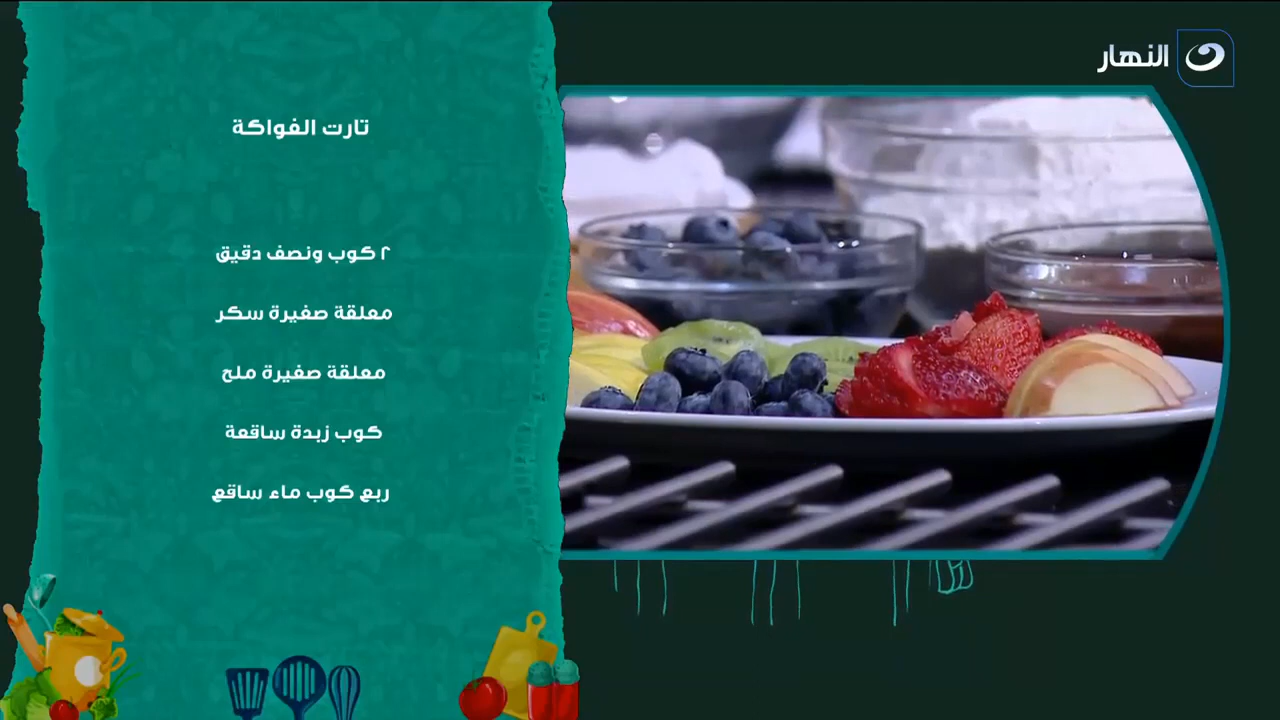 النهار
تارت الفواكة
٢ كوب ونصف دقيق
معلقة صغيرة سكر
معلقة صغيرة ملح
كوب زبدة ساقعة
ربع كوب ماء ساقع